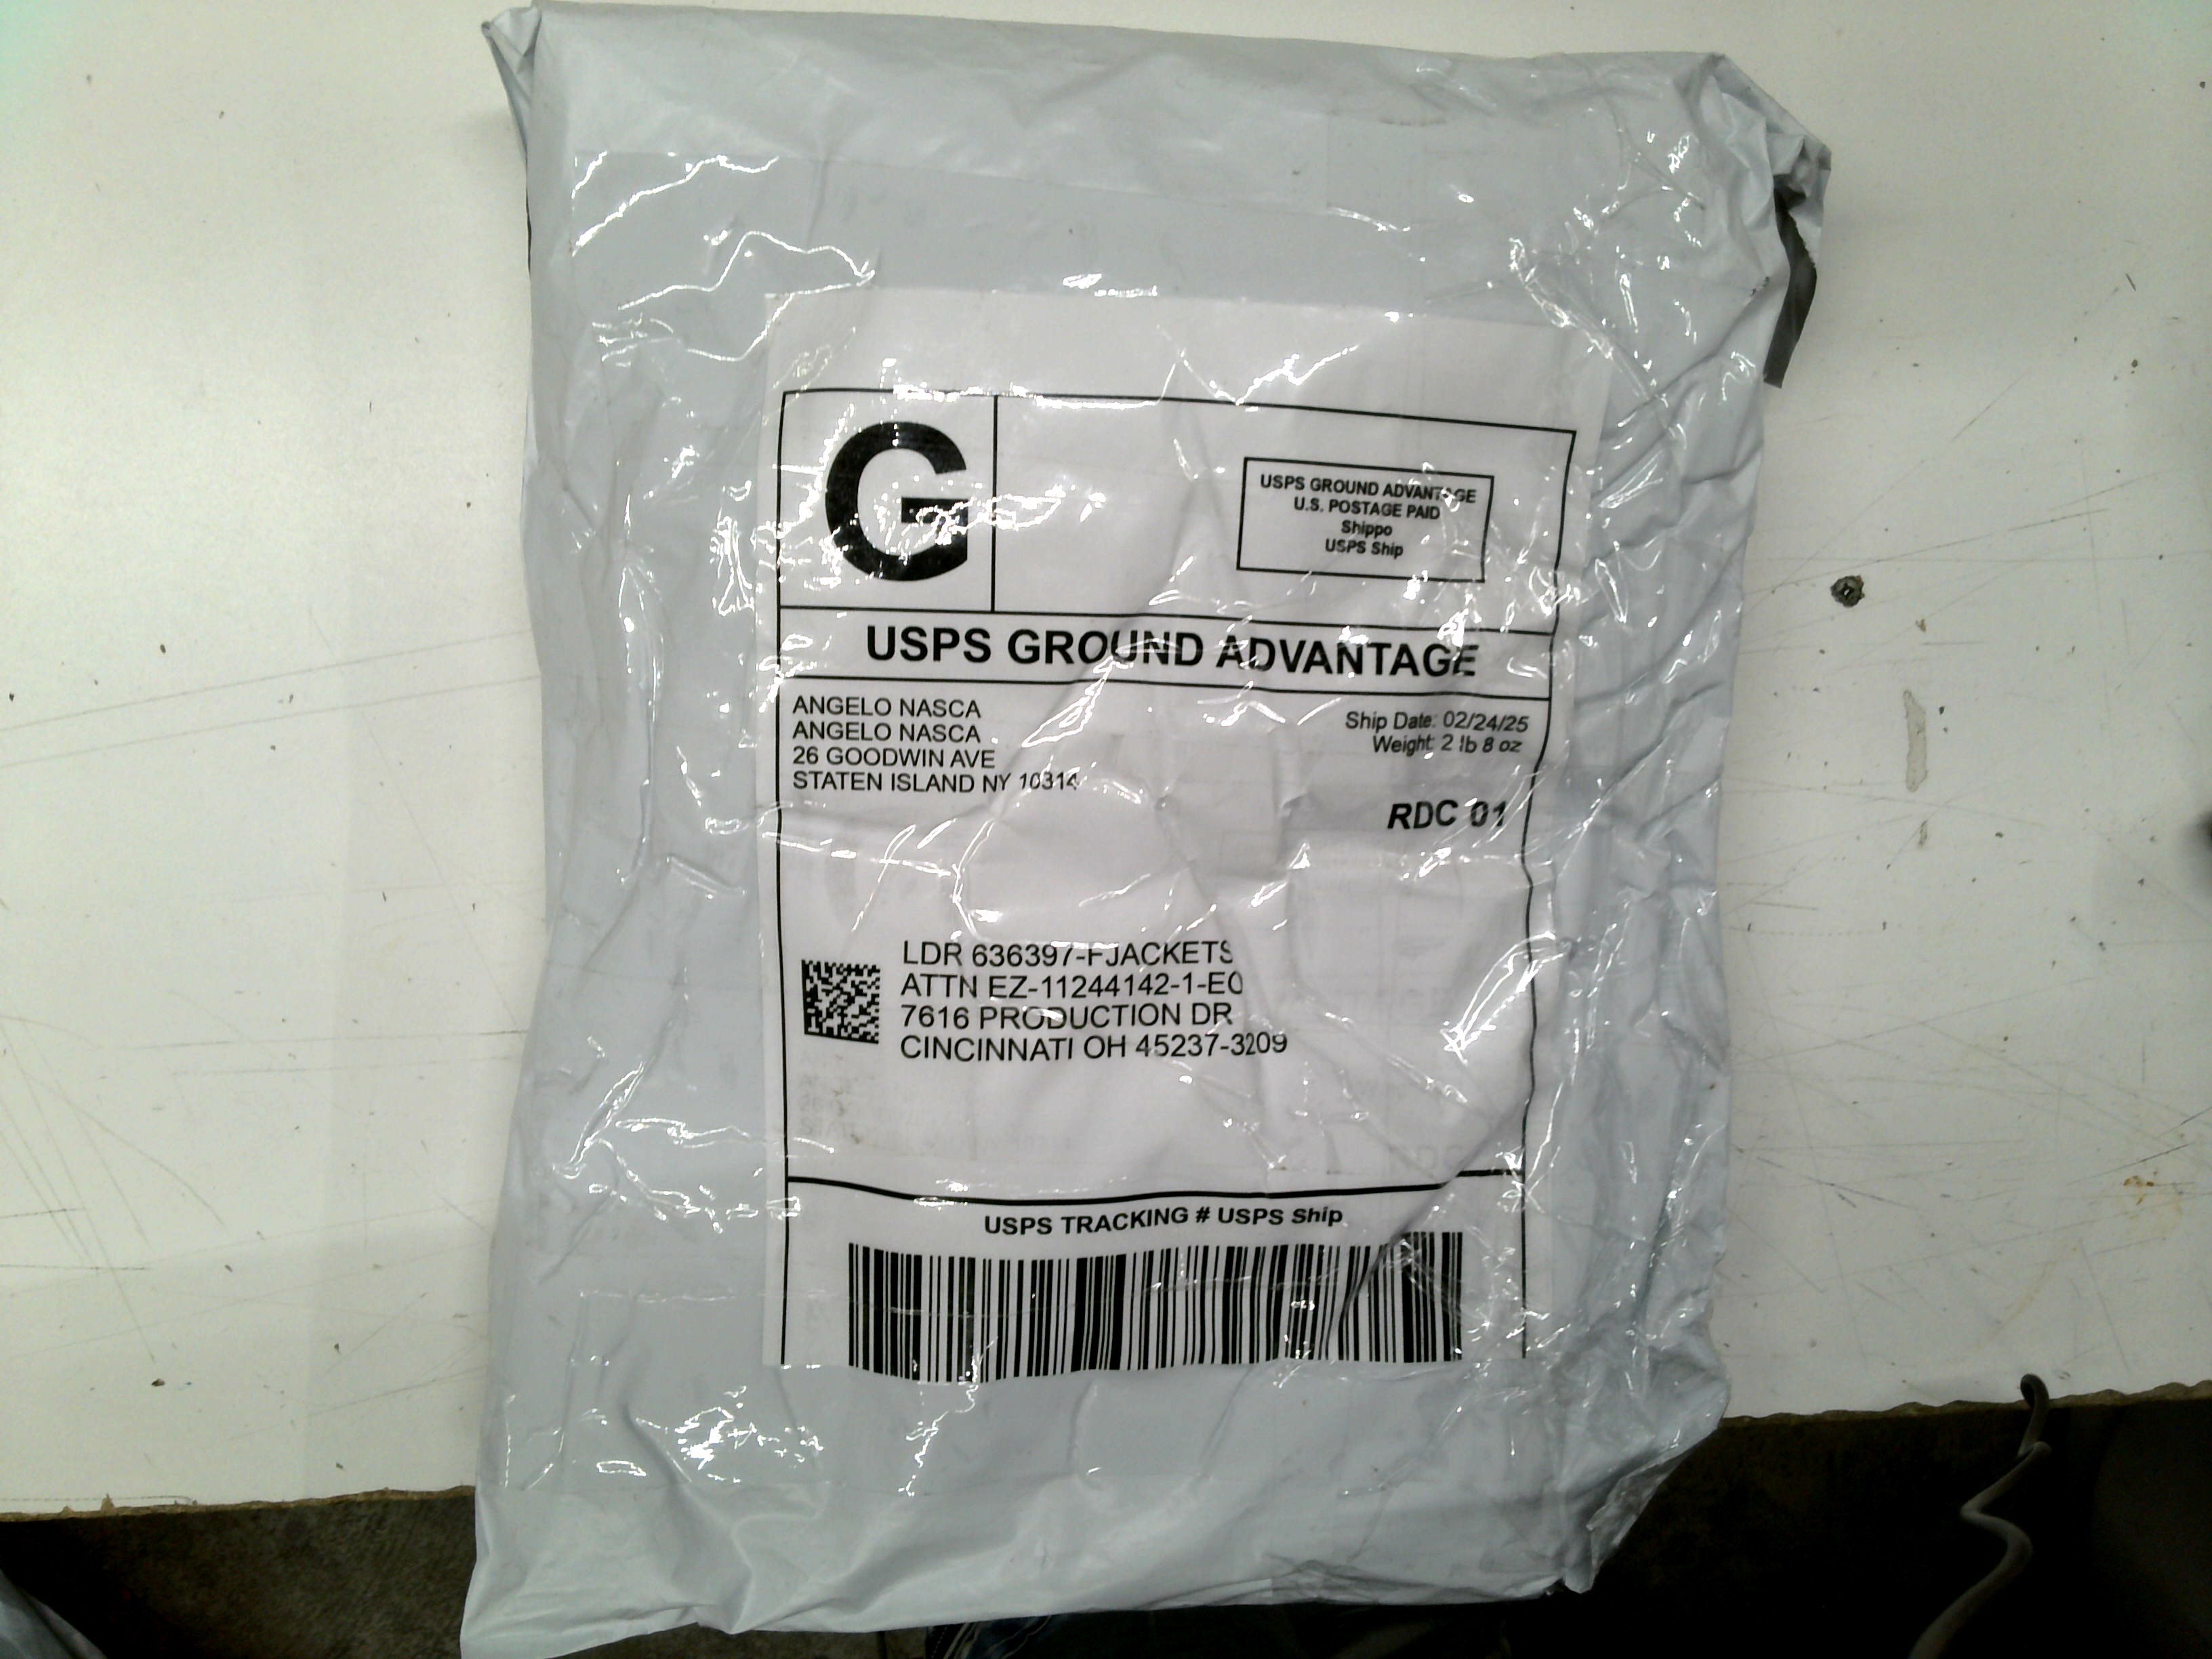 G
USPS GROUND ADVANTAGE
U.S. POSTAGE PAID
Shippo
USPS Ship
USPS GROUND ADVANTAGE
ANGELO NASCA
ANGELO NASCA
26 GOODWIN AVE
STATEN ISLAND NY 10314
Ship Date: 02/24/25
Weight: 2 lb 8 oz
RDC 01
LDR 636397-FJACKETS
ATTN EZ-11244142-1-EO
7616 PRODUCTION DR
CINCINNATI OH 45237-3209
USPS TRACKING # USPS Ship